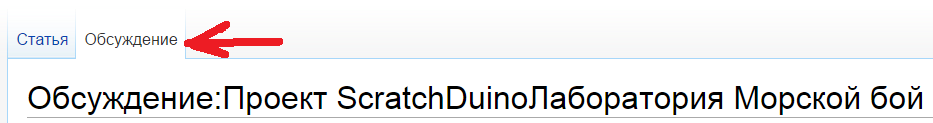 Статья Обсуждение
Обсуждение:Проект ScratchDuinoЛаборатория Морской бой